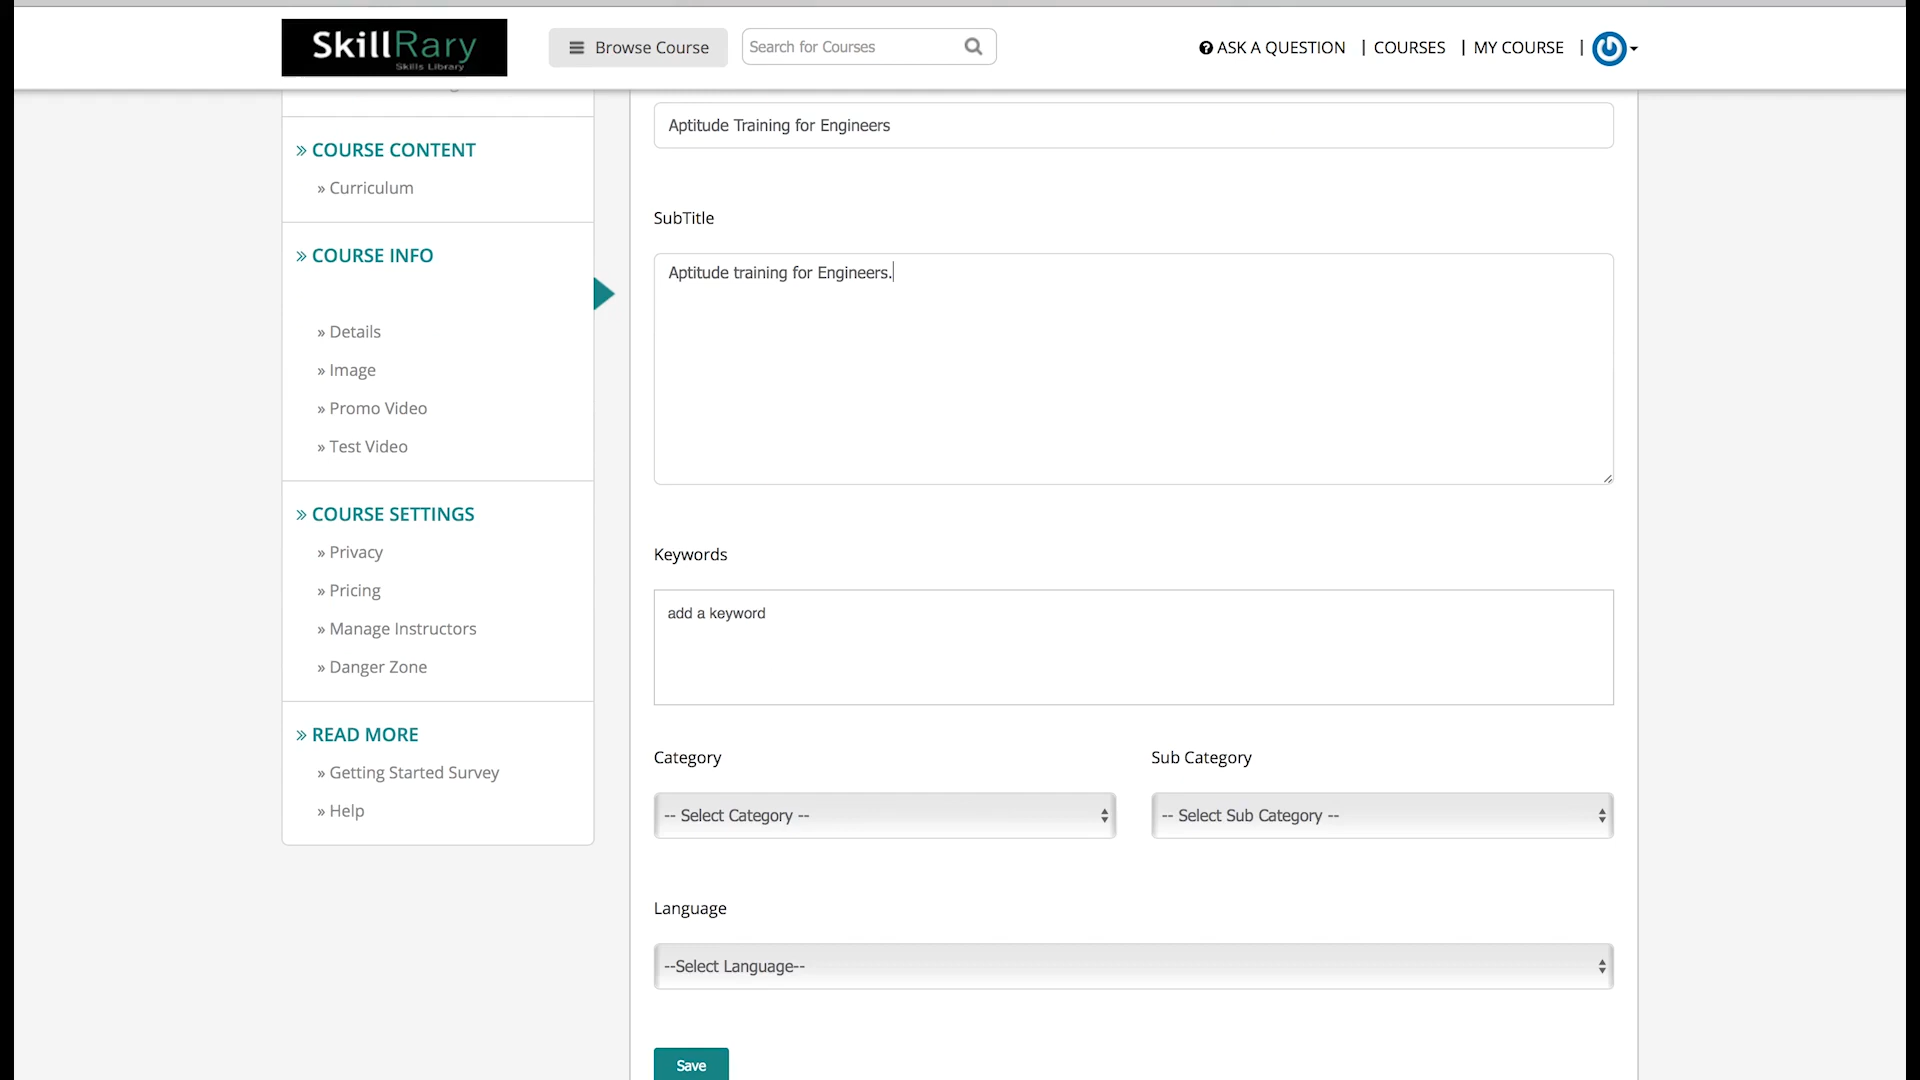 SkillRary
Skills Library
Browse Course
Search for Courses
ASK A QUESTION | COURSES | MY COURSE |
» COURSE CONTENT
» Curriculum
» COURSE INFO
» Details
» Image
» Promo Video
» Test Video
» COURSE SETTINGS
» Privacy
» Pricing
» Manage Instructors
» Danger Zone
» READ MORE
» Getting Started Survey
» Help
Aptitude Training for Engineers
SubTitle
Aptitude training for Engineers.
Keywords
add a keyword
Category
Sub Category
-- Select Category --
-- Select Sub Category --
Language
--Select Language--
Save